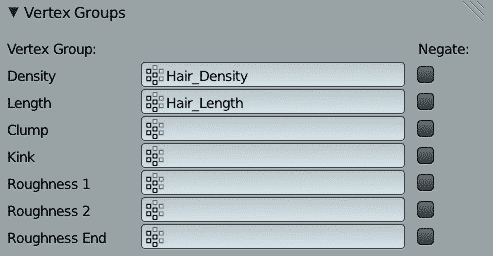 Vertex Groups
Vertex Group: Negate:
Density Hair_Density
Length Hair_Length
Clump
Kink
Roughness 1
Roughness 2
Roughness End